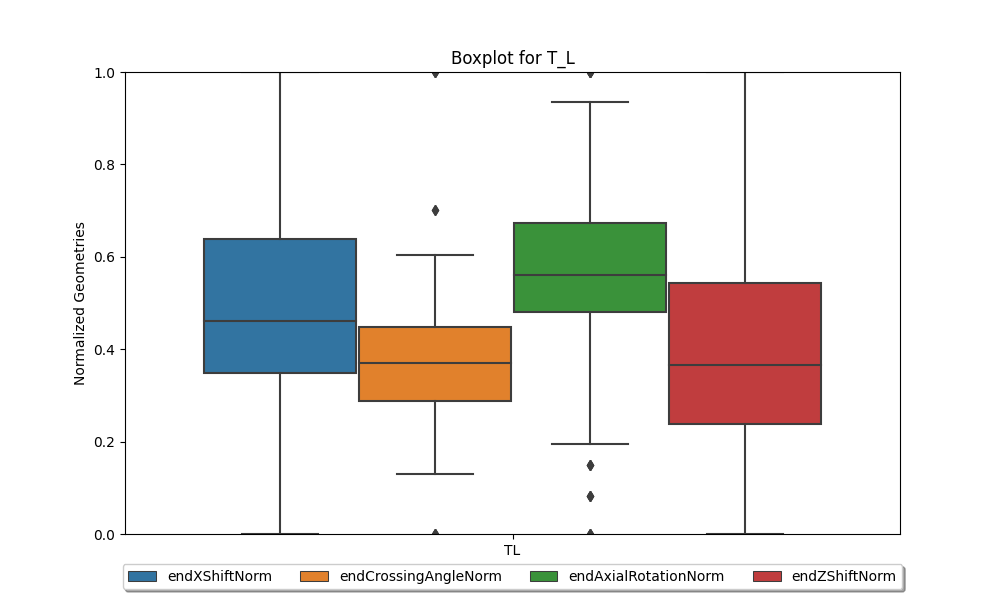 Boxplot for T_L
1.0
0.8
0.6
0.4
0.2
0.0
Normalized Geometries
TL
endXShiftNorm endCrossingAngleNorm endAxialRotationNorm endZShiftNorm